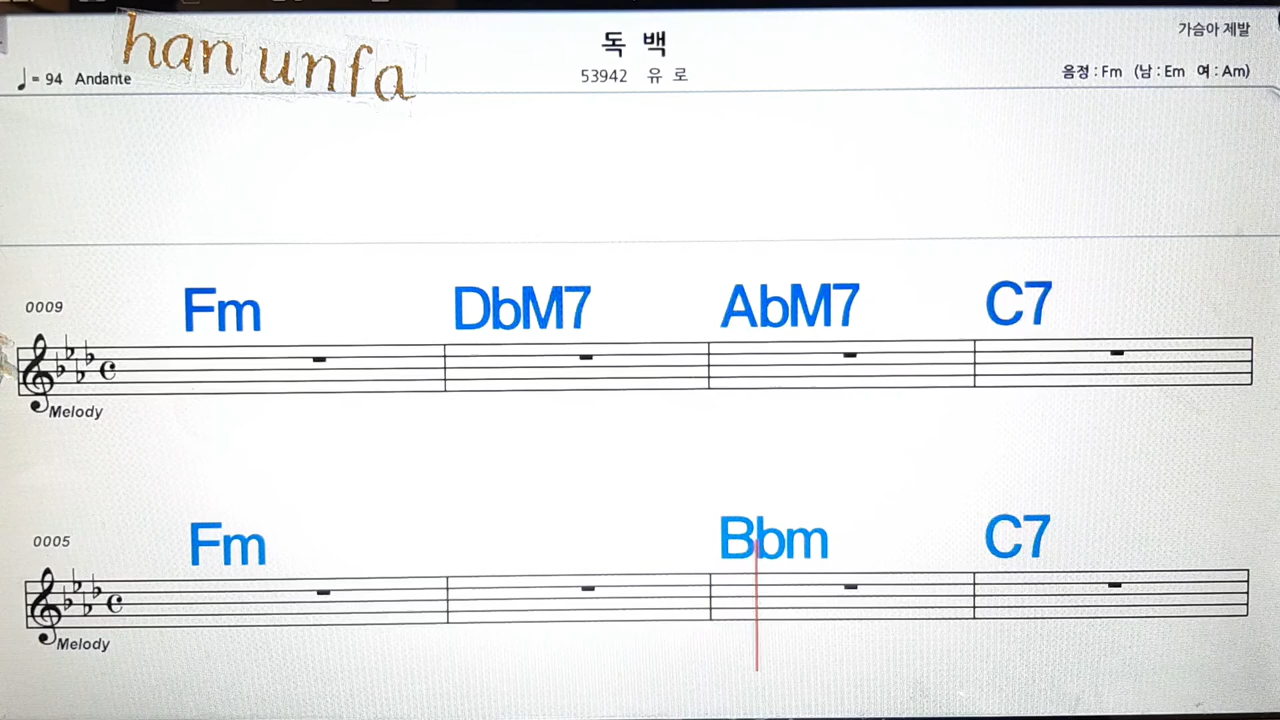 han unfa
독 백
가슴아 제발
♩= 94 Andante
53942 유 로
음정 : Fm (남 : Em 여 : Am)
0009
Fm DbM7 AbM7 C7
Melody
0005
Fm Bbm C7
Melody